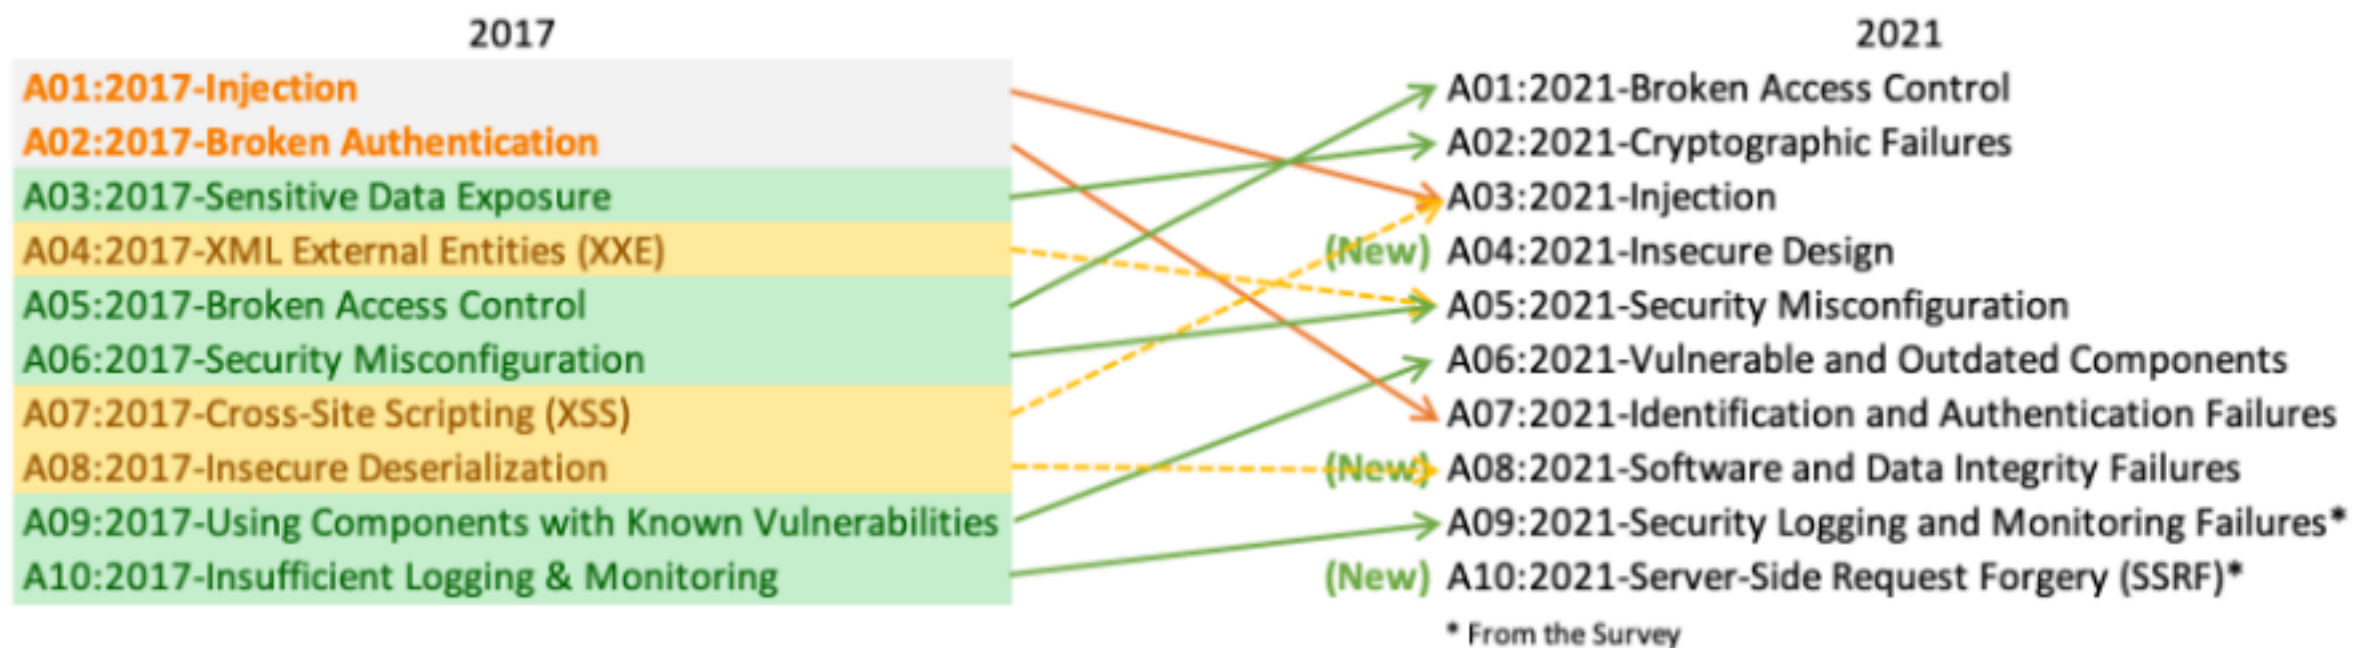 2017
A01:2017-Injection
A02:2017-Broken Authentication
A03:2017-Sensitive Data Exposure
A04:2017-XML External Entities (XXE)
A05:2017-Broken Access Control
A06:2017-Security Misconfiguration
A07:2017-Cross-Site Scripting (XSS)
A08:2017-Insecure Deserialization
A09:2017-Using Components with Known Vulnerabilities
A10:2017-Insufficient Logging & Monitoring
2021
A01:2021-Broken Access Control
A02:2021-Cryptographic Failures
A03:2021-Injection
(New) A04:2021-Insecure Design
A05:2021-Security Misconfiguration
A06:2021-Vulnerable and Outdated Components
A07:2021-Identification and Authentication Failures
(New) A08:2021-Software and Data Integrity Failures
A09:2021-Security Logging and Monitoring Failures*
(New) A10:2021-Server-Side Request Forgery (SSRF)*
* From the Survey